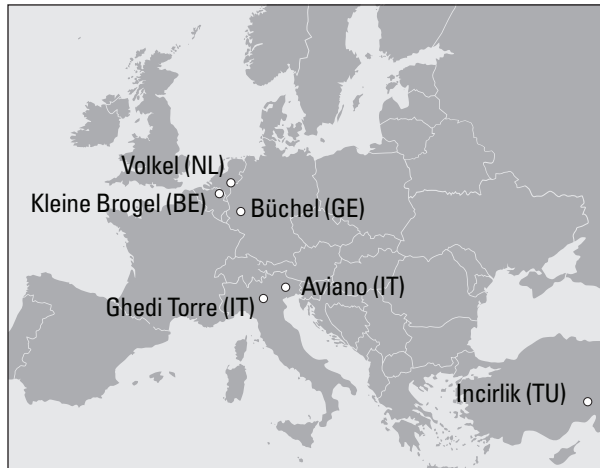 Volkel (NL)
Kleine Brogel (BE)
Büchel (GE)
Aviano (IT)
Ghedi Torre (IT)
Incirlik (TU)